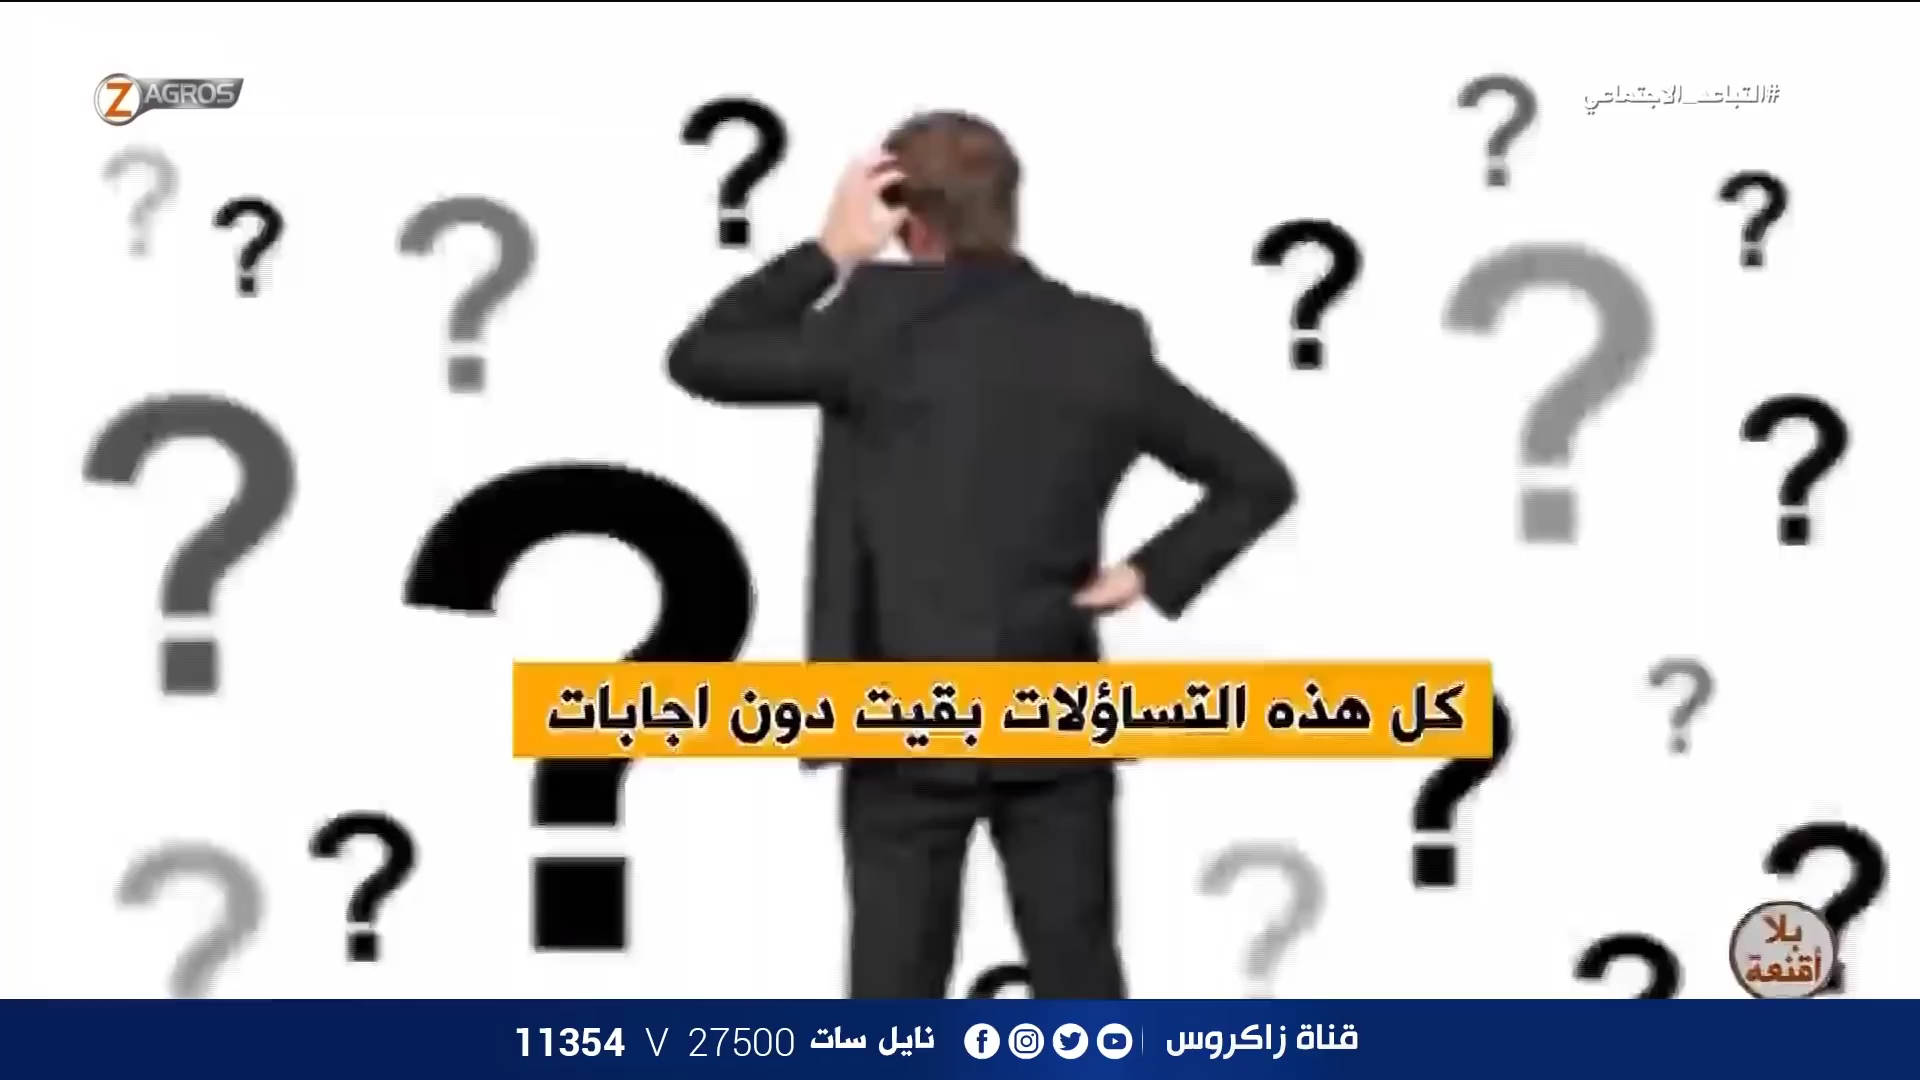 ZAGROS
#التباعد_الاجتماعي
كل هذه التساؤلات بقيت دون اجابات
بلا
أقنعة
قناة زاكروس | نايل سات 27500 V 11354